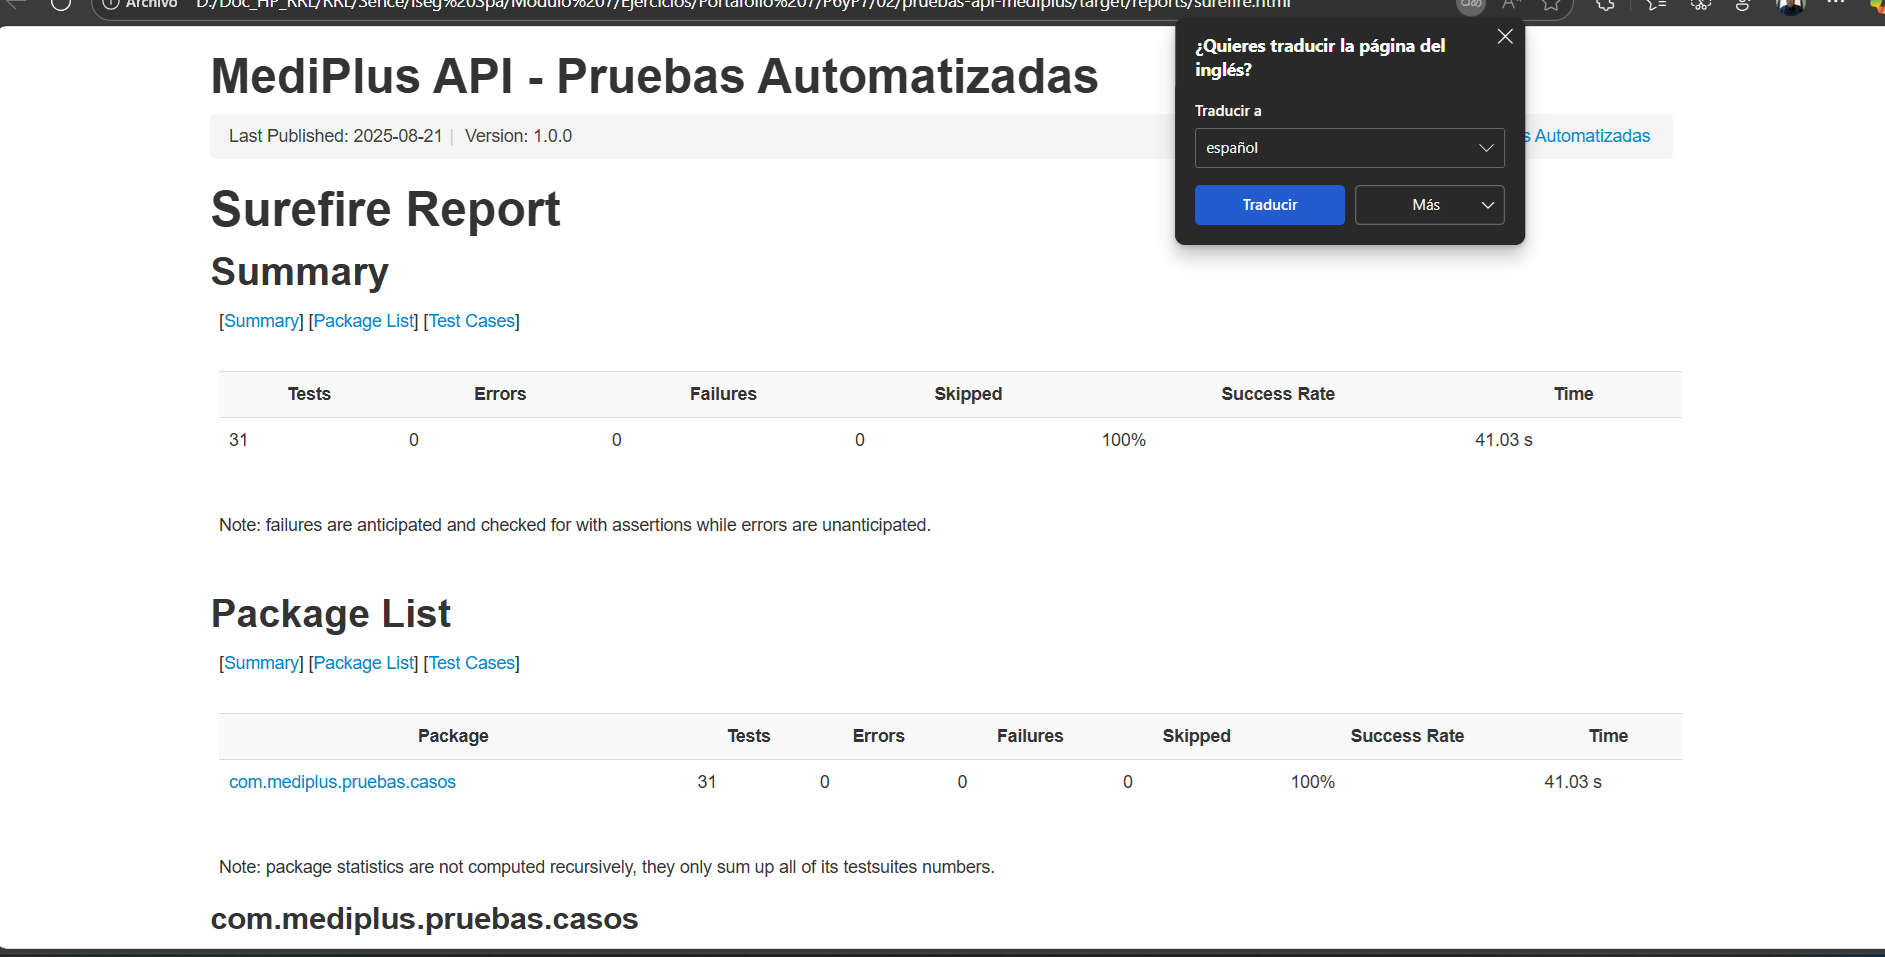 Archivo D:/Doc_HP_RRL/RRL/Sence/Iseg%20Spa/Modulo%207/Ejercicios/Portafolio%207/P6yP7/02/pruebas-api-mediplus/target/reports/surefire.html
¿Quieres traducir la página del
inglés?
Traducir a
español
Traducir Más
MediPlus API - Pruebas Automatizadas
Last Published: 2025-08-21 | Version: 1.0.0 s Automatizadas
Surefire Report
Summary
[Summary] [Package List] [Test Cases]
Tests Errors Failures Skipped Success Rate Time
31 0 0 0 100% 41.03 s
Note: failures are anticipated and checked for with assertions while errors are unanticipated.
Package List
[Summary] [Package List] [Test Cases]
Package Tests Errors Failures Skipped Success Rate Time
com.mediplus.pruebas.casos 31 0 0 0 100% 41.03 s
Note: package statistics are not computed recursively, they only sum up all of its testsuites numbers.
com.mediplus.pruebas.casos